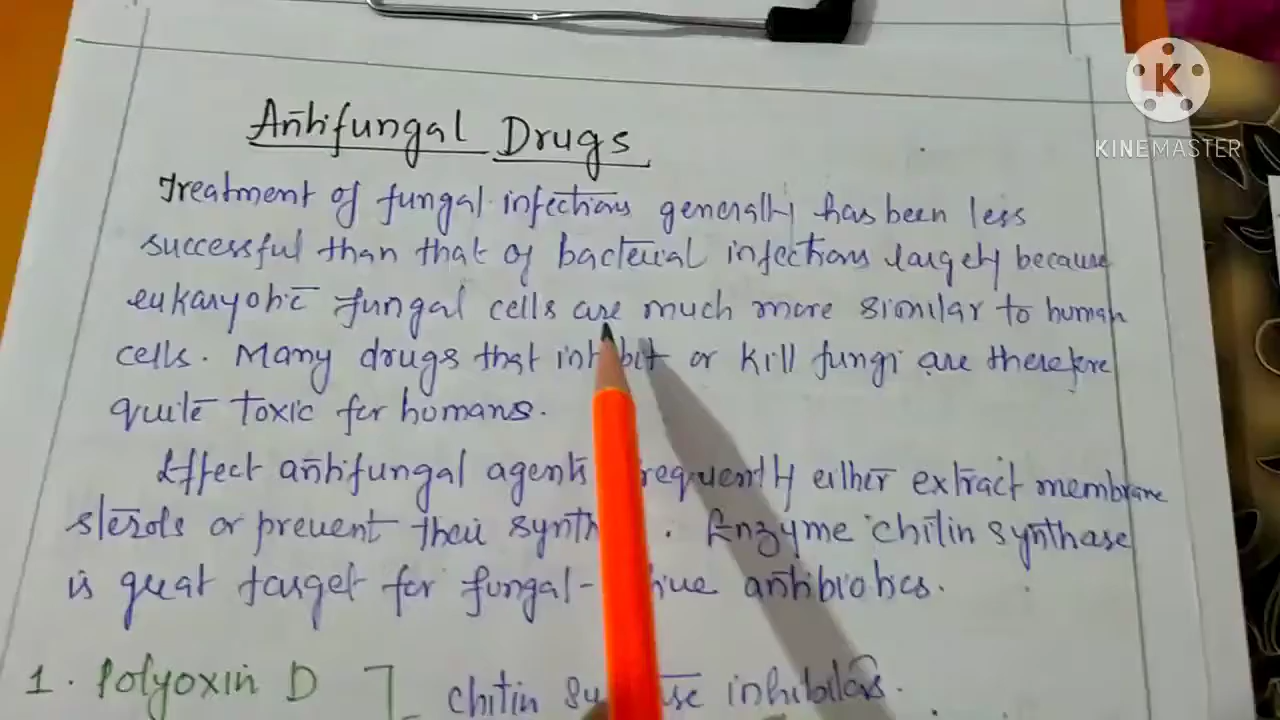 K
KINEMASTER
Antifungal Drugs
Treatment of fungal infections generally has been less
successful than that of bacterial infections largely because
eukaryotic fungal cells are much more similar to human
cells. Many drugs that inhibit or kill fungi are therefore
quite toxic for humans.
Effect antifungal agents either extract membrane
sterols or prevent their Enzyme chitin synthase
is great target for fungal- antibiotics.
1. Polyoxin D ] chitin inhibitors.